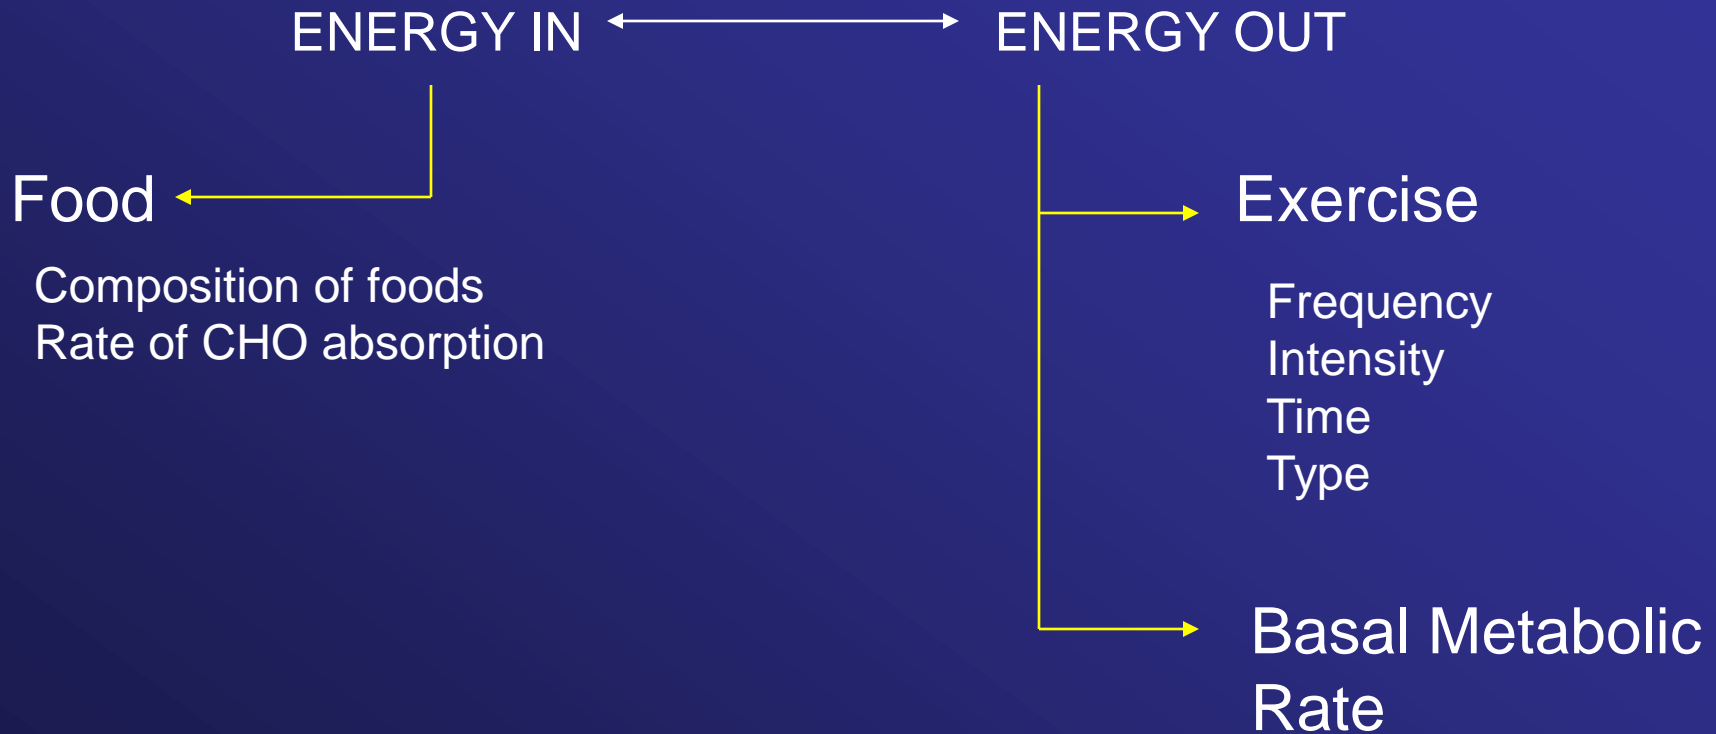 ENERGY IN
ENERGY OUT
Food
Composition of foods
Rate of CHO absorption
Exercise
Frequency
Intensity
Time
Type
Basal Metabolic
Rate